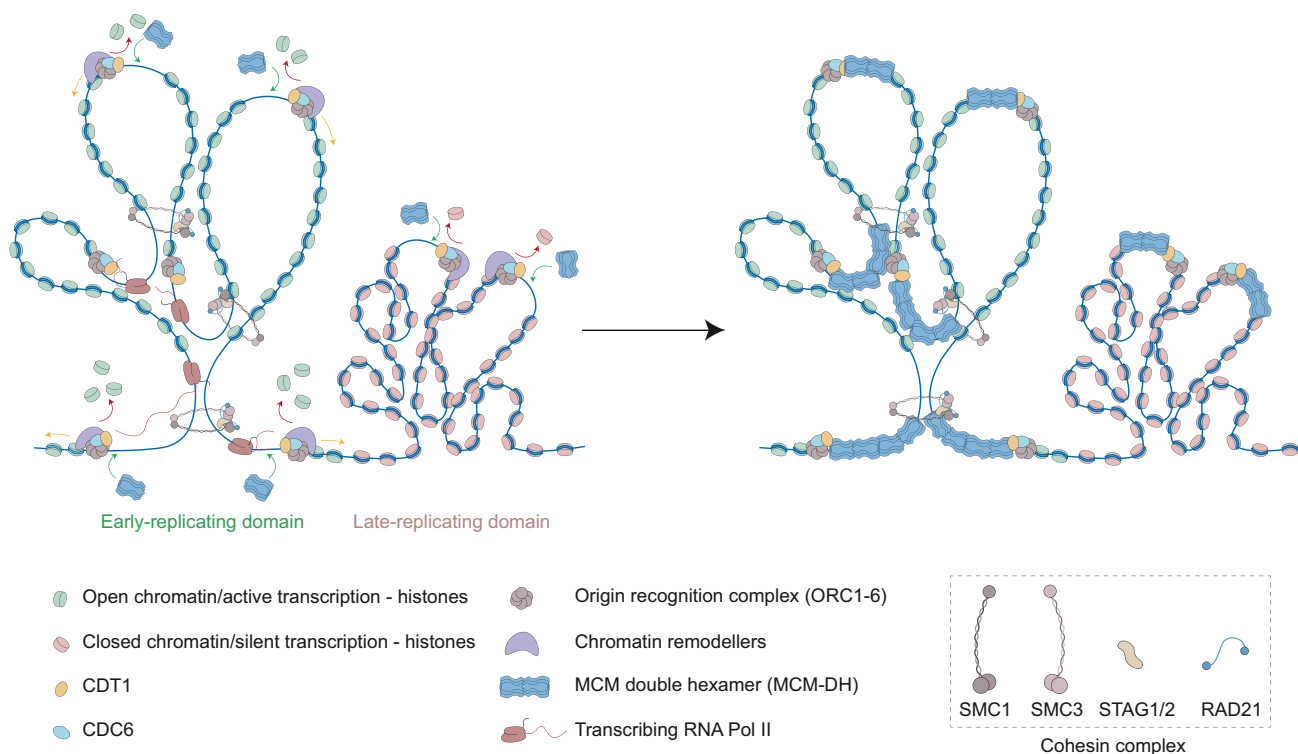 Early-replicating domain
Late-replicating domain
Open chromatin/active transcription - histones
Closed chromatin/silent transcription - histones
CDT1
CDC6
Origin recognition complex (ORC1-6)
Chromatin remodellers
MCM double hexamer (MCM-DH)
Transcribing RNA Pol II
SMC1 SMC3 STAG1/2 RAD21
Cohesin complex